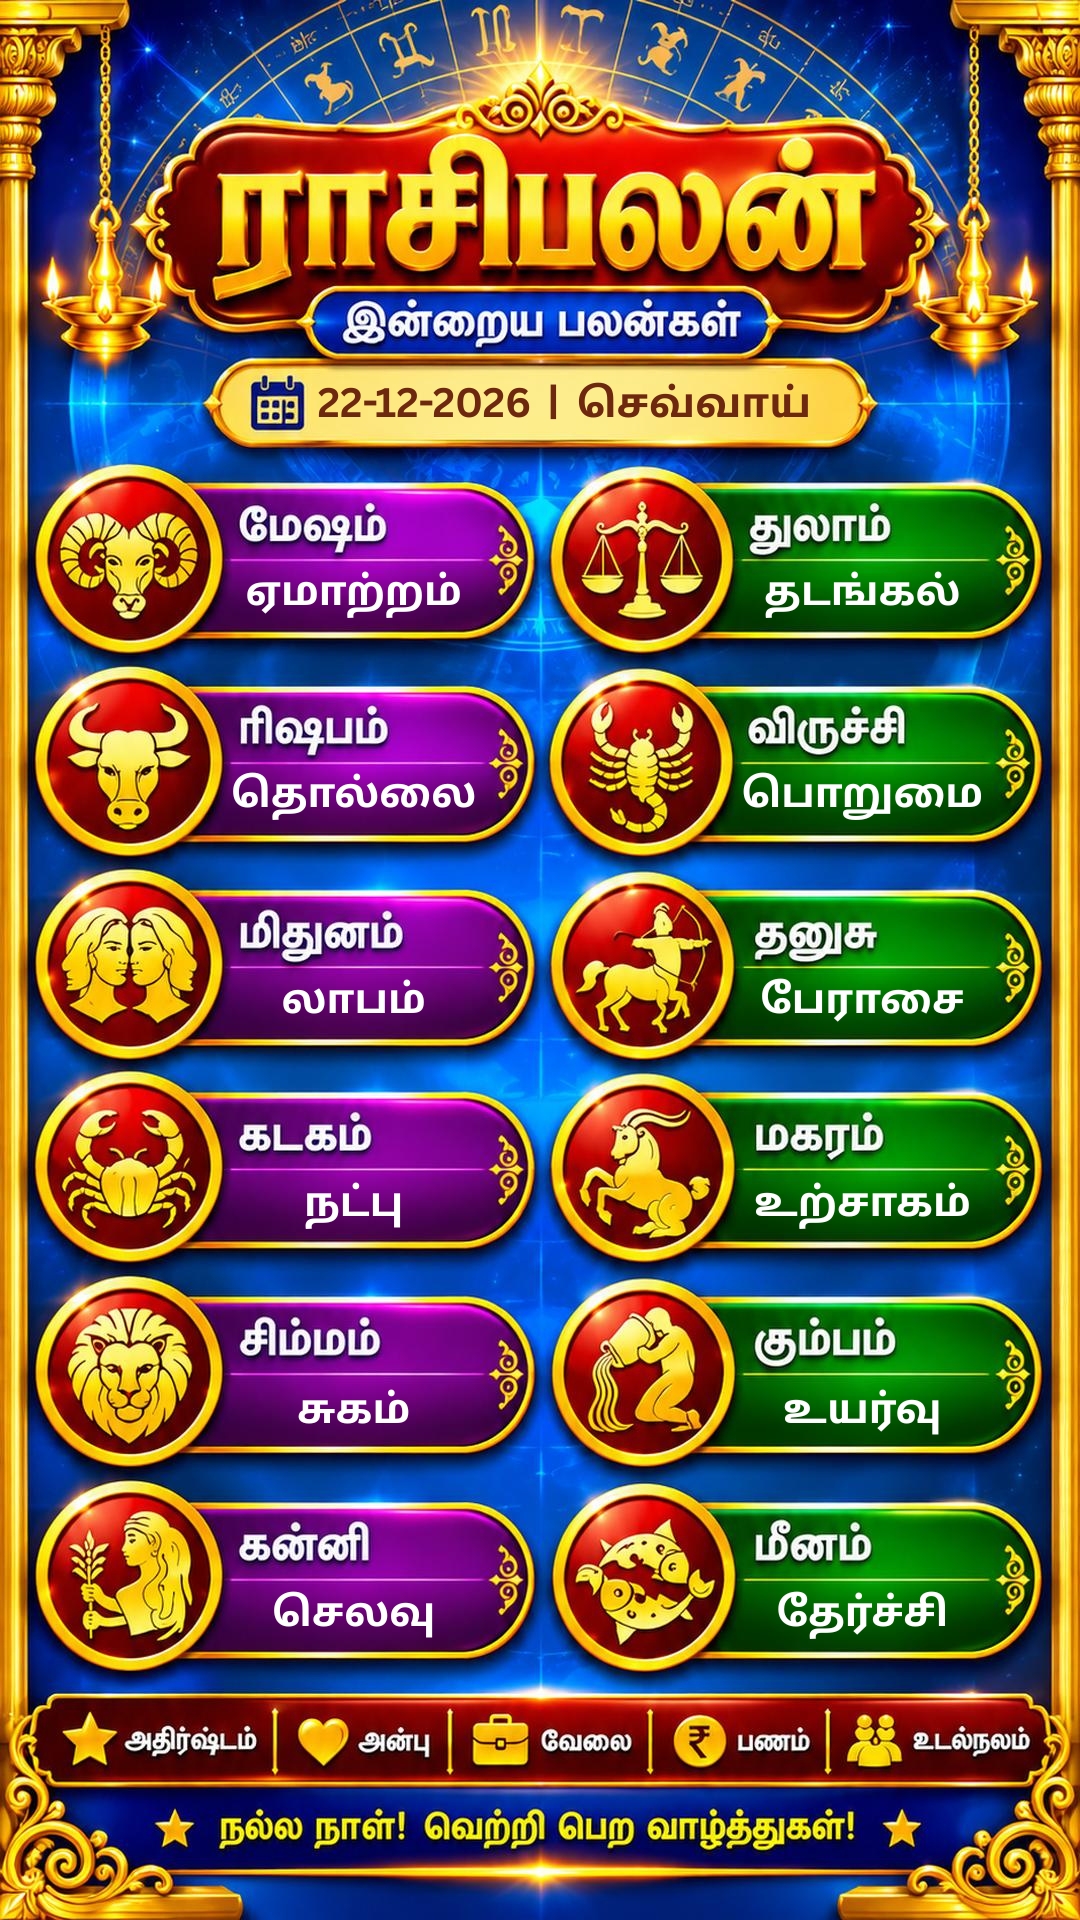 ராசிபலன்
இன்றைய பலன்கள்
22-12-2026 | செவ்வாய்
மேஷம்
ஏமாற்றம்
துலாம்
தடங்கல்
ரிஷபம்
தொல்லை
விருச்சி
பொறுமை
மிதுனம்
லாபம்
தனுசு
பேராசை
கடகம்
நட்பு
மகரம்
உற்சாகம்
சிம்மம்
சுகம்
கும்பம்
உயர்வு
கன்னி
செலவு
மீனம்
தேர்ச்சி
அதிர்ஷ்டம் அன்பு வேலை ₹ பணம் உடல்நலம்
நல்ல நாள்! வெற்றி பெற வாழ்த்துகள்!